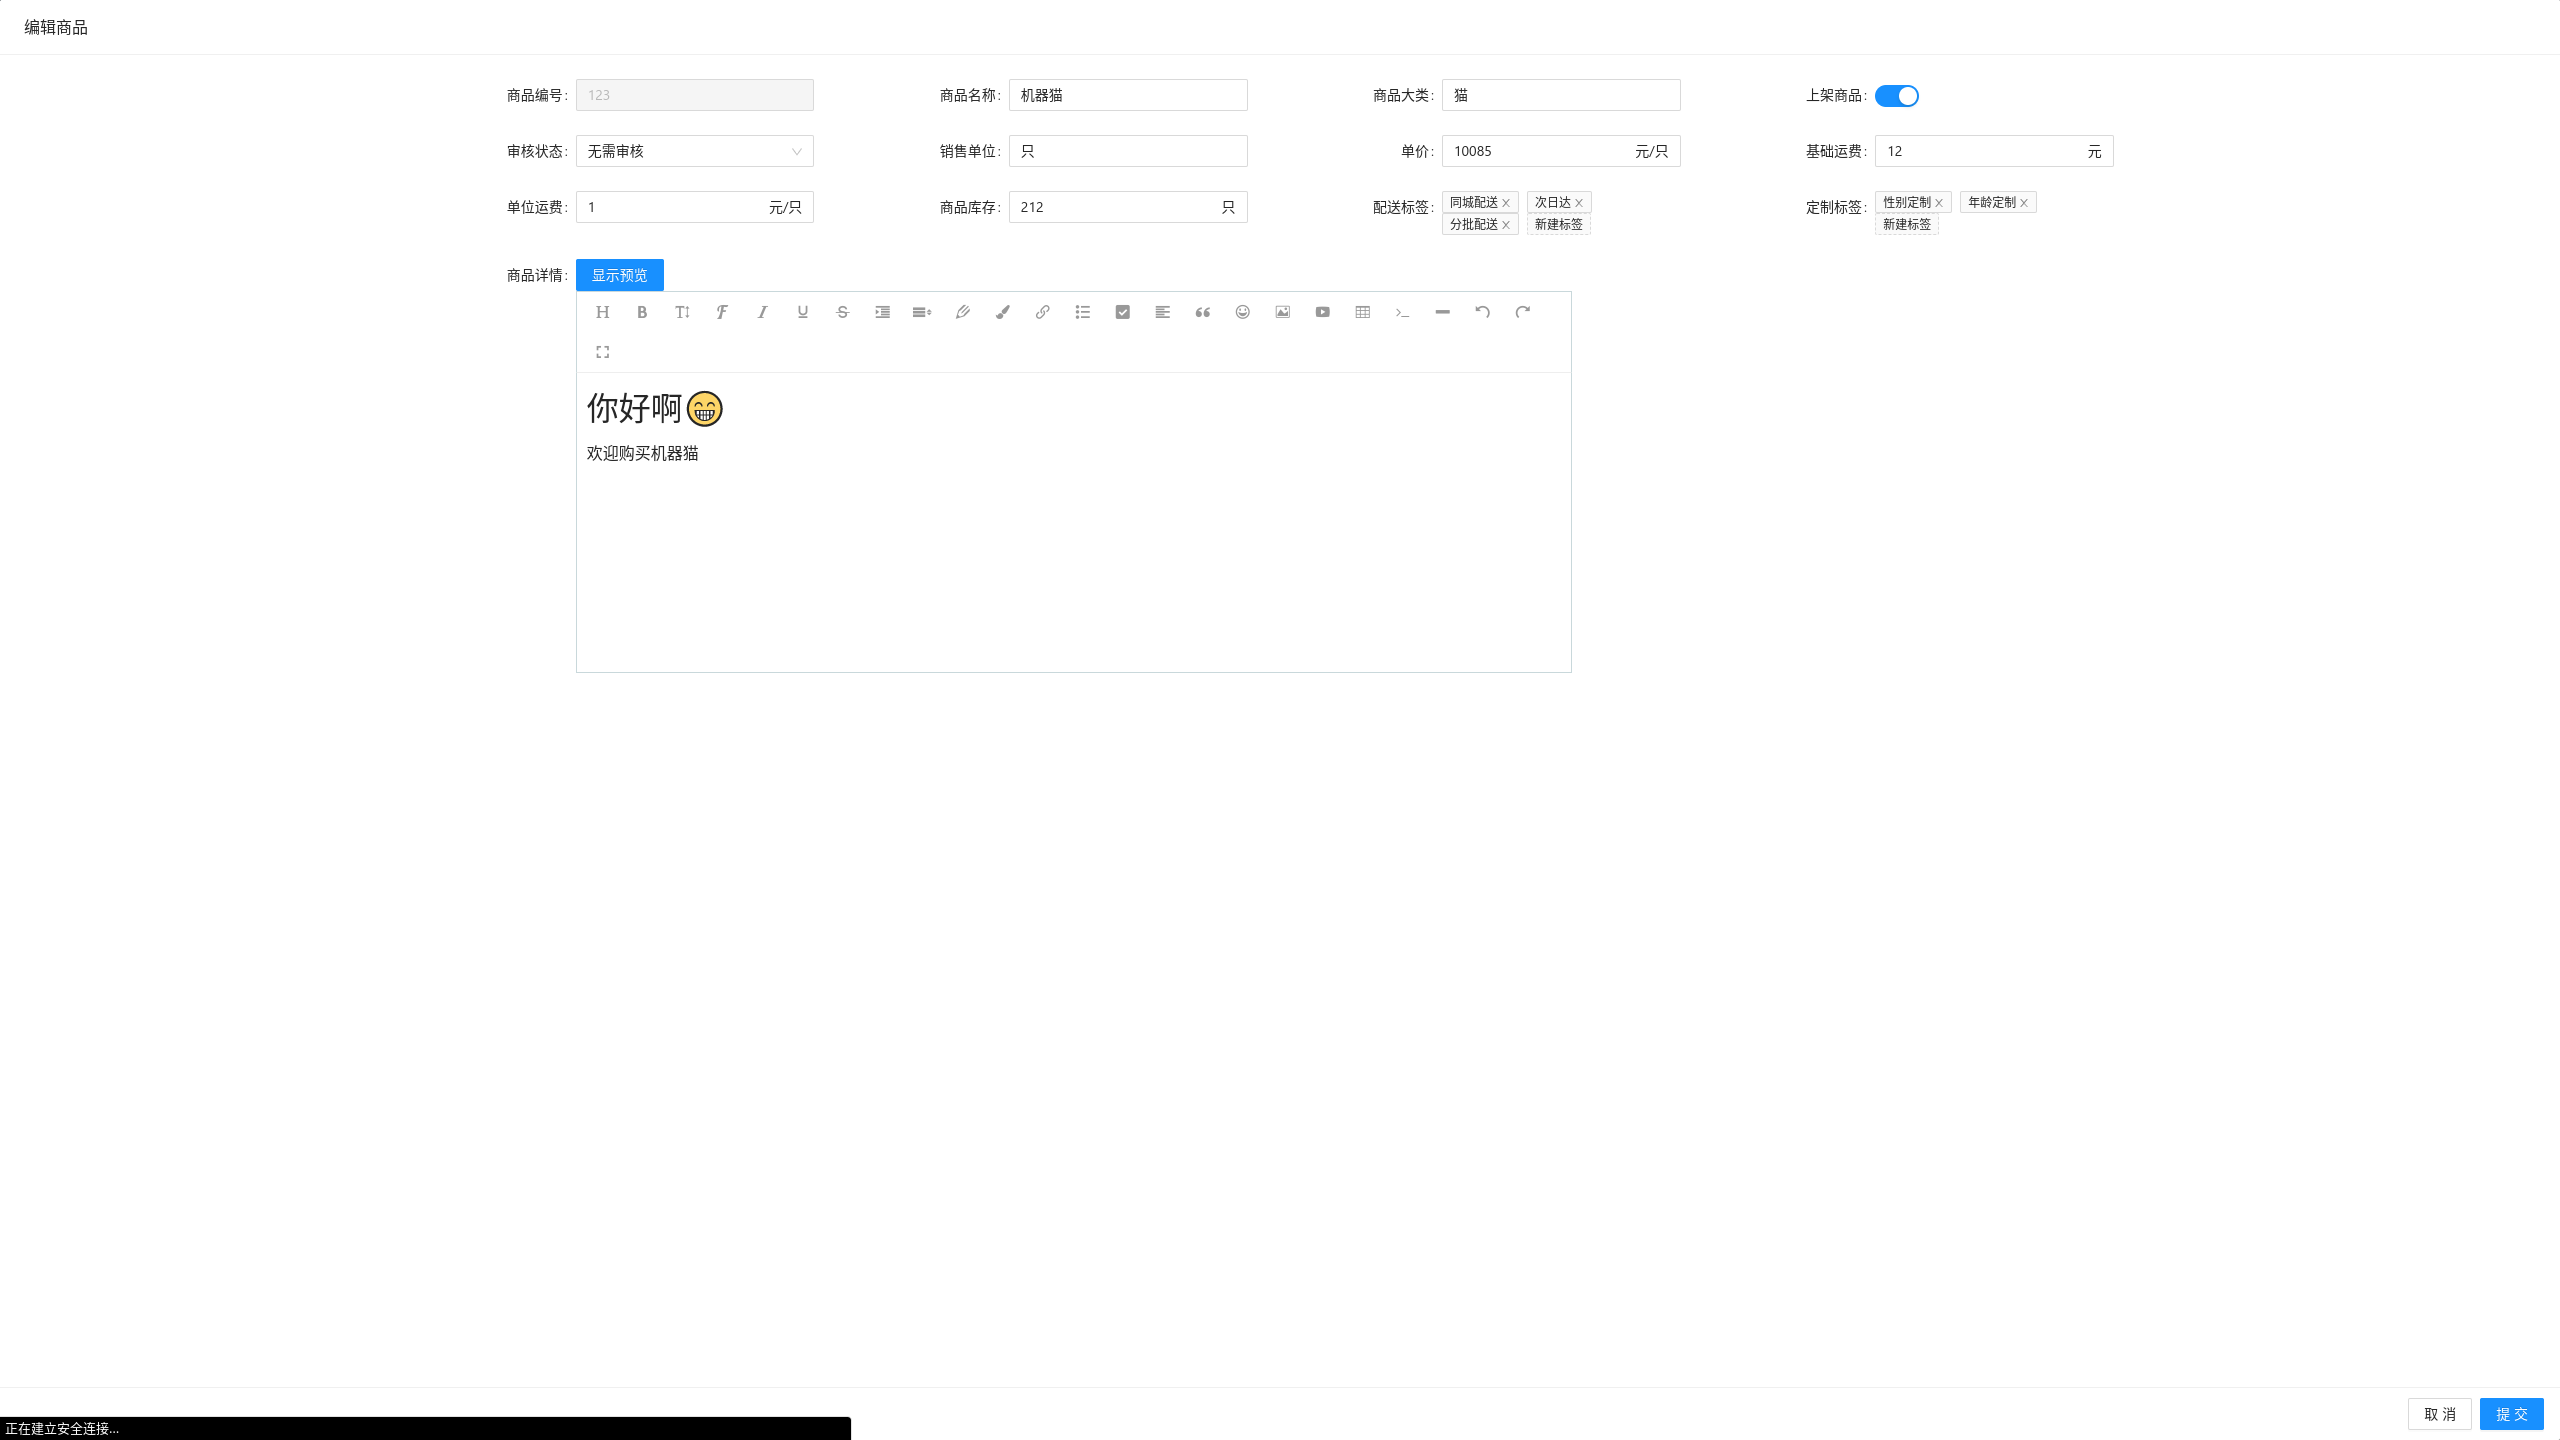 编辑商品
商品编号: 123 商品名称: 机器猫 商品大类: 猫 上架商品:
审核状态: 无需审核 销售单位: 只 单价: 10085 元/只 基础运费: 12 元
单位运费: 1 元/只 商品库存: 212 只 配送标签: 同城配送 次日达 定制标签: 性别定制 年龄定制
分批配送 新建标签 新建标签
商品详情: 显示预览
你好啊😁
欢迎购买机器猫
取 消 提 交
正在建立安全连接...